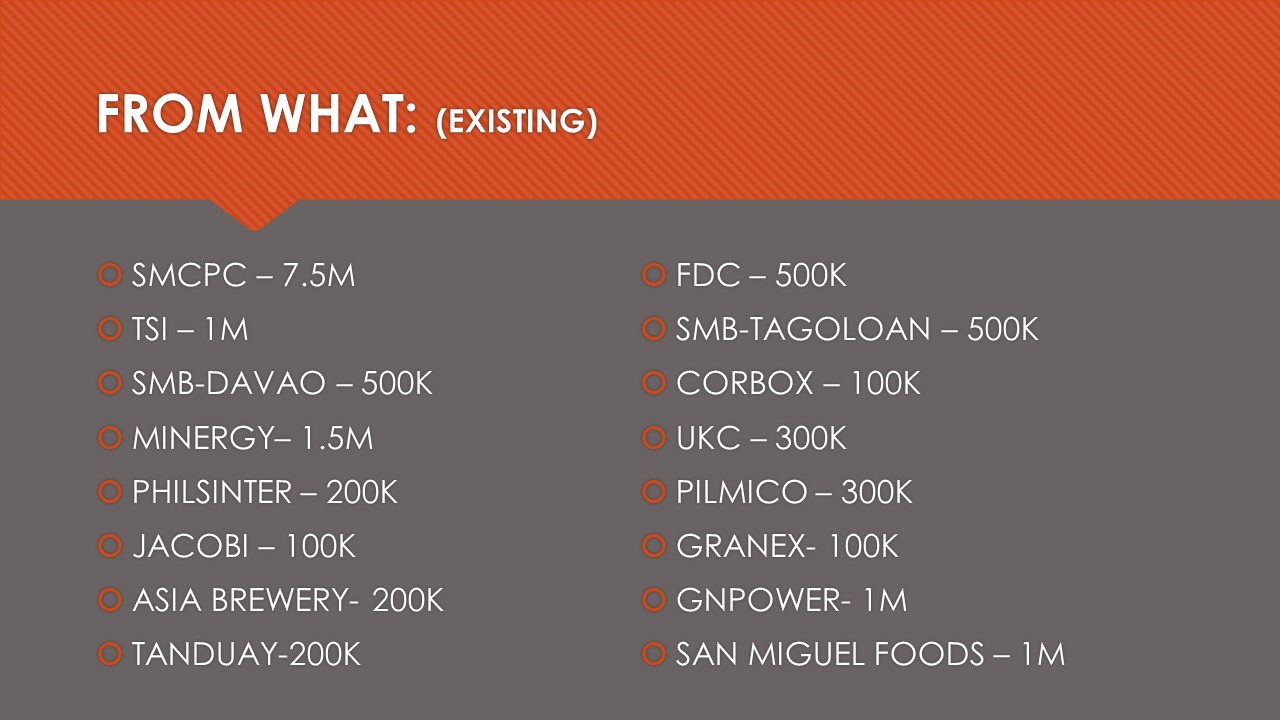 FROM WHAT: (EXISTING)
SMCPC – 7.5M
TSI – 1M
SMB-DAVAO – 500K
MINERGY– 1.5M
PHILSINTER – 200K
JACOBI – 100K
ASIA BREWERY- 200K
TANDUAY-200K
FDC – 500K
SMB-TAGOLOAN – 500K
CORBOX – 100K
UKC – 300K
PILMICO – 300K
GRANEX- 100K
GNPOWER- 1M
SAN MIGUEL FOODS – 1M